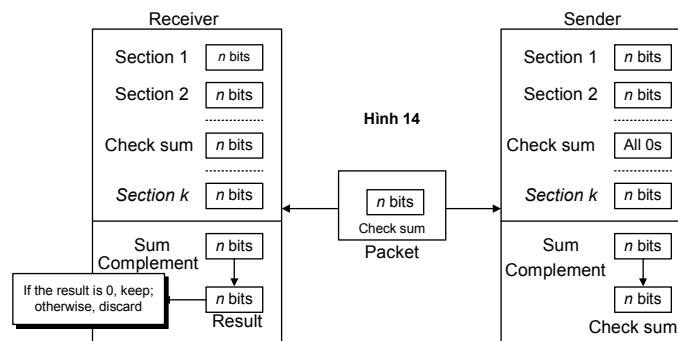 Receiver
Section 1
n bits
Section 2
n bits
Check sum
n bits
Section k
n bits
Sum
n bits
Complement
If the result is 0, keep;
otherwise, discard
n bits
Result
Hình 14
n bits
Check sum
Packet
Sender
Section 1
n bits
Section 2
n bits
Check sum
All 0s
Section k
n bits
Sum
n bits
Complement
n bits
Check sum